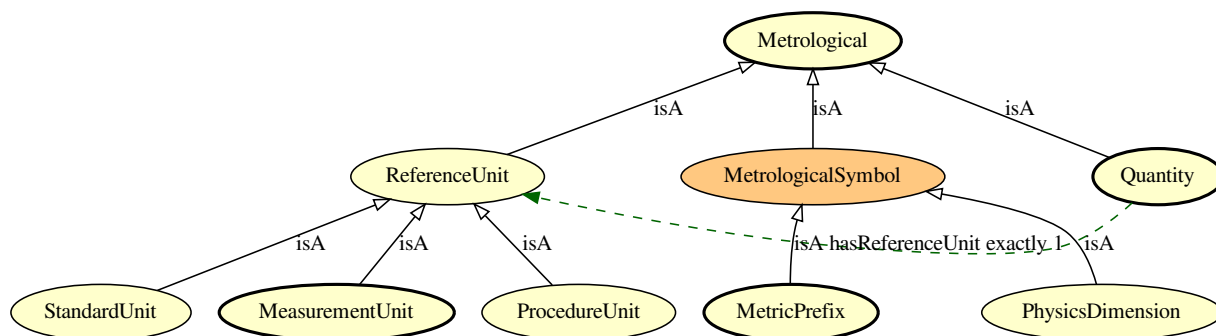 Metrological
isA
isA
isA
ReferenceUnit
MetrologicalSymbol
Quantity
isA
isA
isA
isA
hasReferenceUnit exactly 1
isA
StandardUnit
MeasurementUnit
ProcedureUnit
MetricPrefix
PhysicsDimension